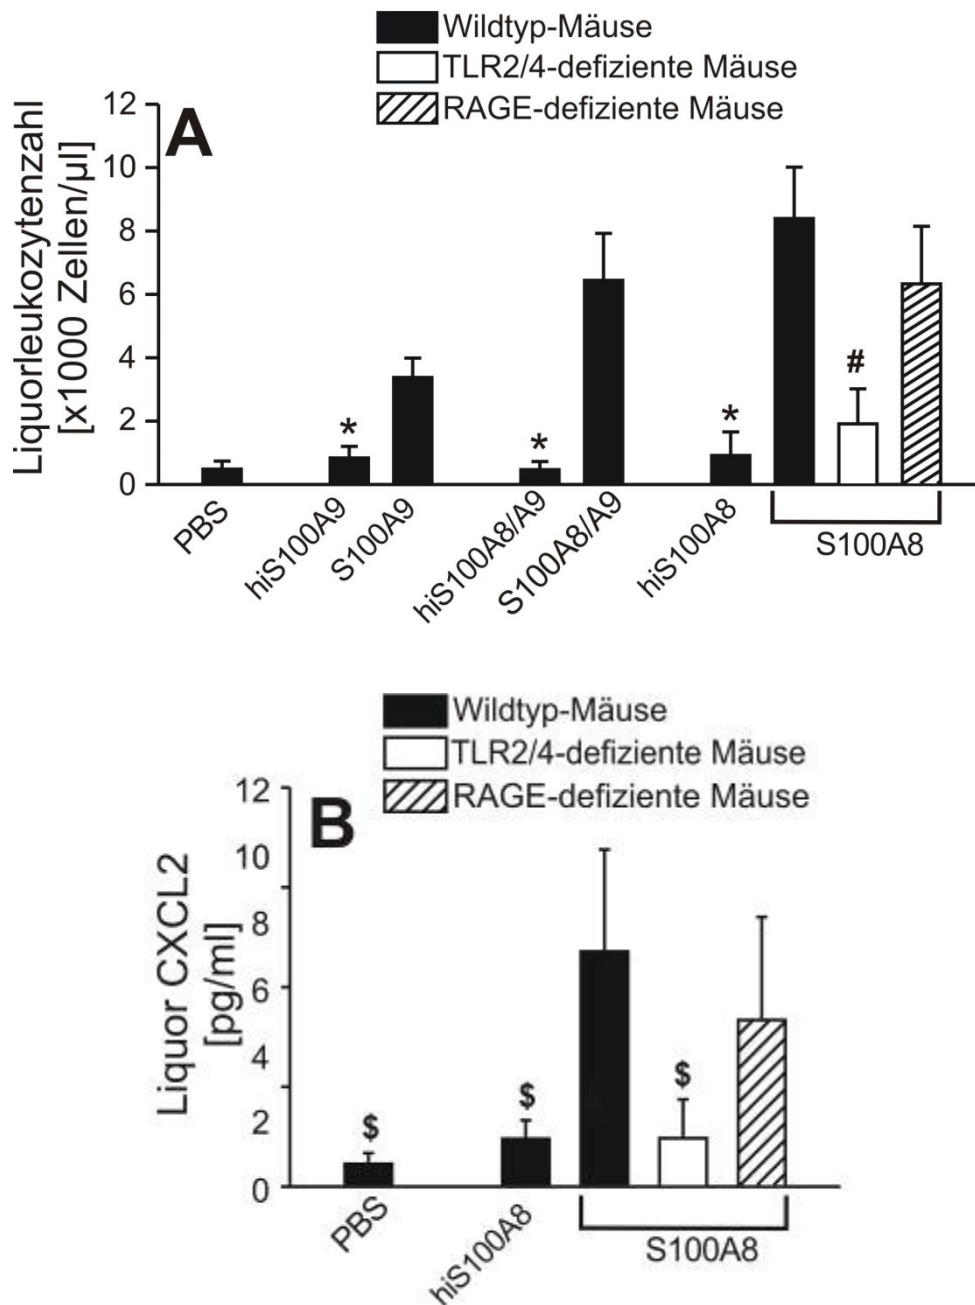 Wildtyp-Mäuse
TLR2/4-defiziente Mäuse
RAGE-defiziente Mäuse
A
Liquorleukozytenzahl
[x1000 Zellen/µl]
12
10
8
6
4
2
0
*
*
*
#
PBS
hiS100A9
S100A9
hiS100A8/A9
S100A8/A9
hiS100A8
S100A8
Wildtyp-Mäuse
TLR2/4-defiziente Mäuse
RAGE-defiziente Mäuse
B
Liquor CXCL2
[pg/ml]
12
10
8
6
4
2
0
$
$
$
PBS
hiS100A8
S100A8